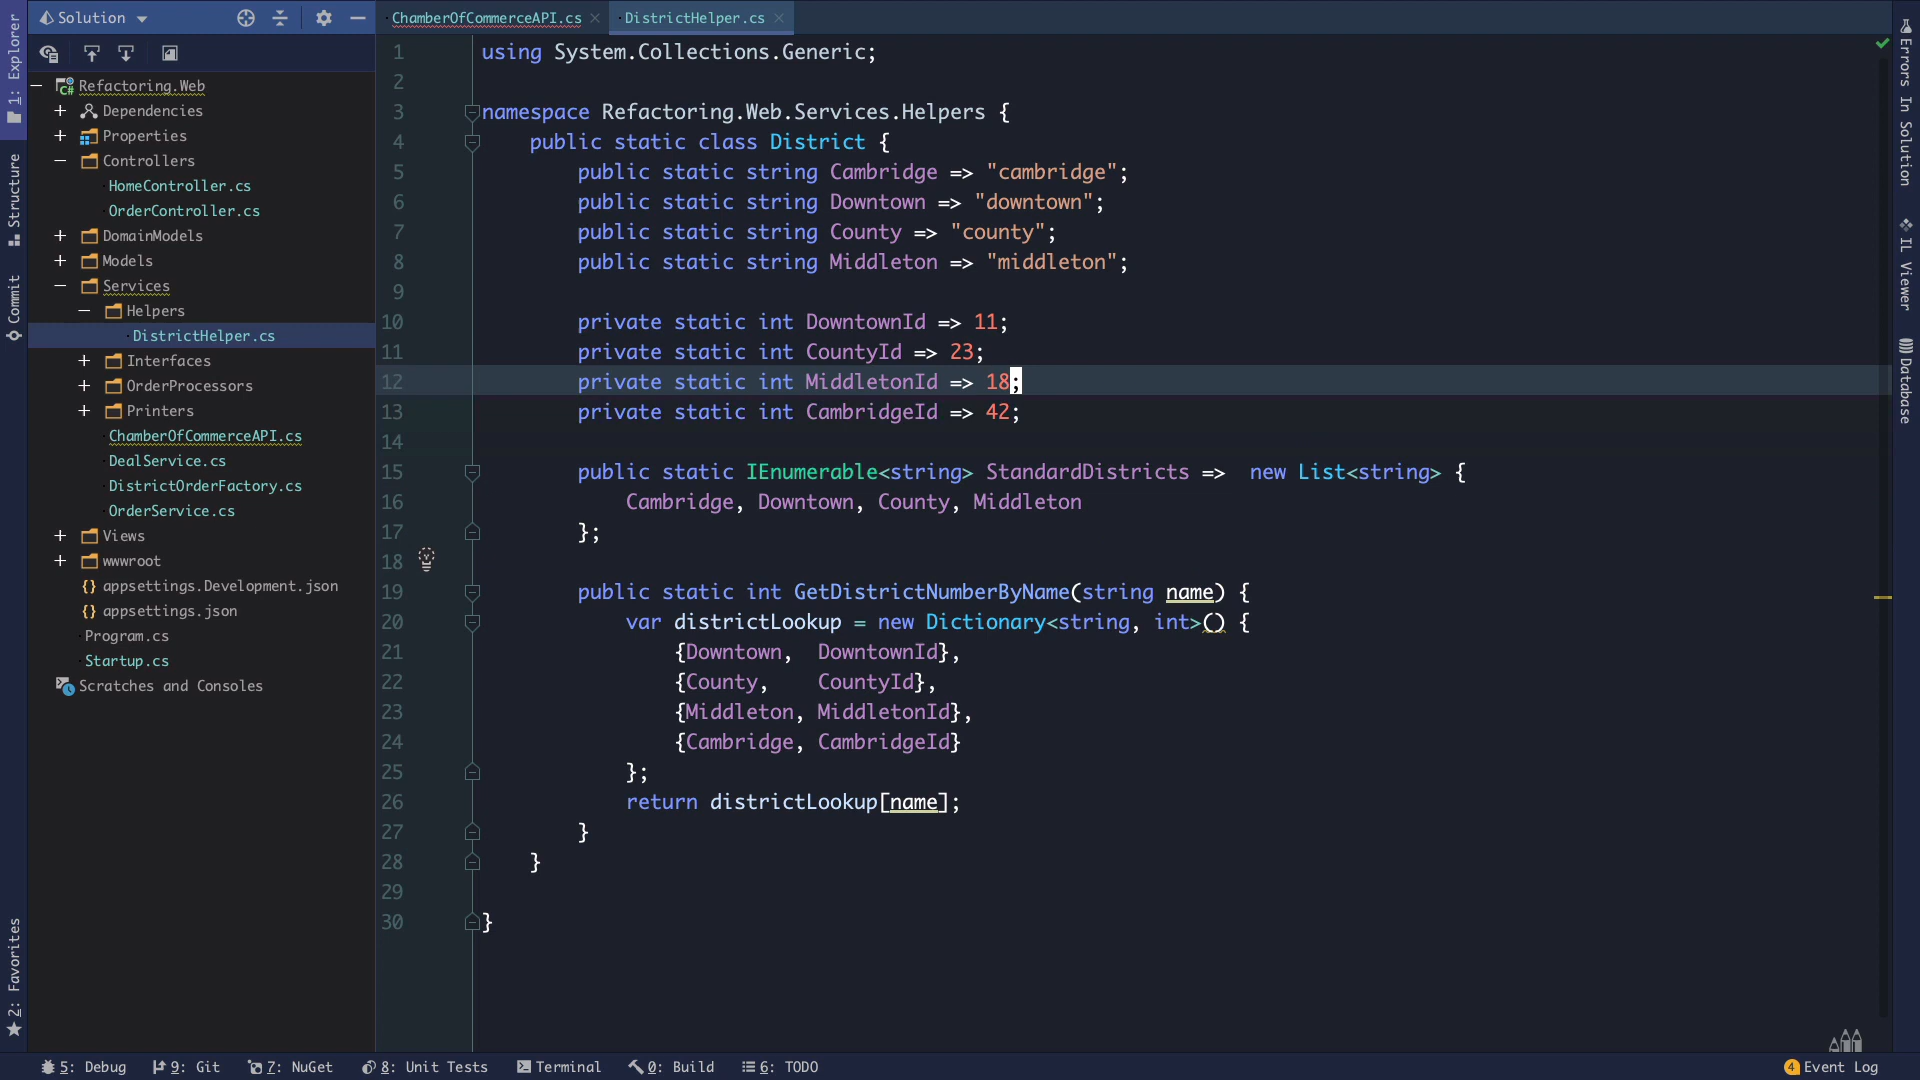 Solution
ChamberOfCommerceAPI.cs
DistrictHelper.cs
1: Explorer
Structure
Commit
2: Favorites
Refactoring.Web
Dependencies
Properties
Controllers
HomeController.cs
OrderController.cs
DomainModels
Models
Services
Helpers
DistrictHelper.cs
Interfaces
OrderProcessors
Printers
ChamberOfCommerceAPI.cs
DealService.cs
DistrictOrderFactory.cs
OrderService.cs
Views
wwwroot
{} appsettings.Development.json
{} appsettings.json
Program.cs
Startup.cs
Scratches and Consoles
1 using System.Collections.Generic;
2
3 namespace Refactoring.Web.Services.Helpers {
4 public static class District {
5 public static string Cambridge => "cambridge";
6 public static string Downtown => "downtown";
7 public static string County => "county";
8 public static string Middleton => "middleton";
9
10 private static int DowntownId => 11;
11 private static int CountyId => 23;
12 private static int MiddletonId => 18;
13 private static int CambridgeId => 42;
14
15 public static IEnumerable<string> StandardDistricts =>  new List<string> {
16 Cambridge, Downtown, County, Middleton
17 };
18
19 public static int GetDistrictNumberByName(string name) {
20 var districtLookup = new Dictionary<string, int>() {
21 {Downtown,  DowntownId},
22 {County,    CountyId},
23 {Middleton, MiddletonId},
24 {Cambridge, CambridgeId}
25 };
26 return districtLookup[name];
27 }
28 }
29
30 }
Errors In Solution
IL Viewer
Database
5: Debug
9: Git
7: NuGet
8: Unit Tests
Terminal
0: Build
6: TODO
4 Event Log